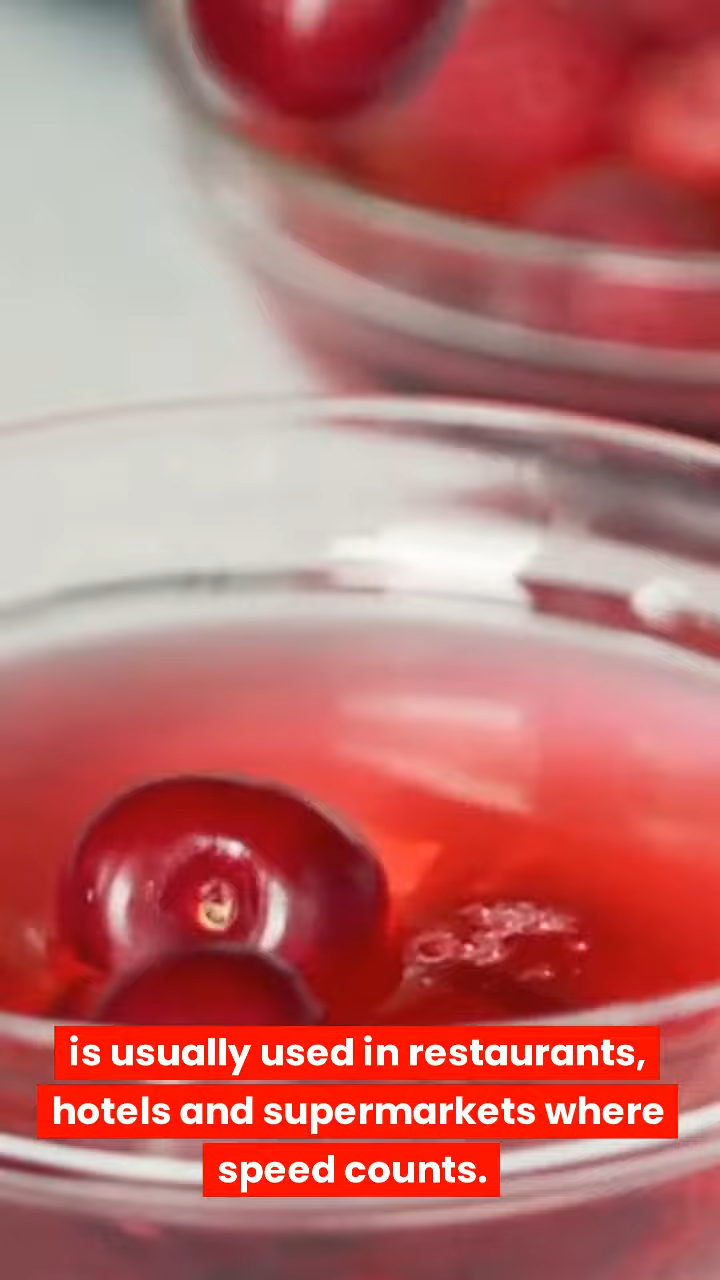 is usually used in restaurants,
hotels and supermarkets where
speed counts.